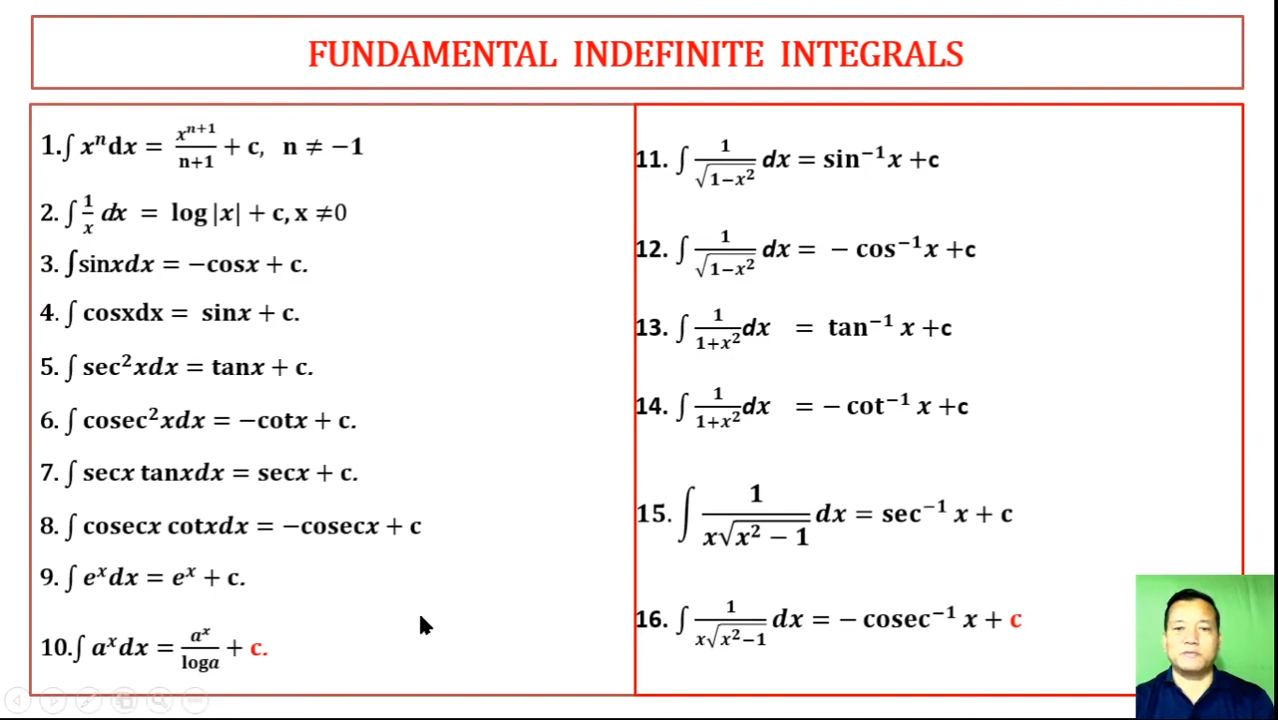 FUNDAMENTAL INDEFINITE INTEGRALS
1.∫ xⁿdx = xⁿ⁺¹/n+1 + c, n ≠ −1
2. ∫ 1/x dx = log|x| + c, x ≠0
3. ∫sinxdx = −cosx + c.
4. ∫ cosxdx = sinx + c.
5. ∫ sec²xdx = tanx + c.
6. ∫ cosec²xdx = −cotx + c.
7. ∫ secx tanxdx = secx + c.
8. ∫ cosecx cotxdx = −cosecx + c
9. ∫ eˣdx = eˣ + c.
10.∫ aˣdx = aˣ/loga + c.
11. ∫ 1/√(1−x²) dx = sin⁻¹x +c
12. ∫ 1/√(1−x²) dx = − cos⁻¹x +c
13. ∫ 1/(1+x²) dx = tan⁻¹ x +c
14. ∫ 1/(1+x²) dx = − cot⁻¹ x +c
15. ∫ 1/(x√(x² − 1)) dx = sec⁻¹ x + c
16. ∫ 1/(x√(x²−1)) dx = − cosec⁻¹ x + c